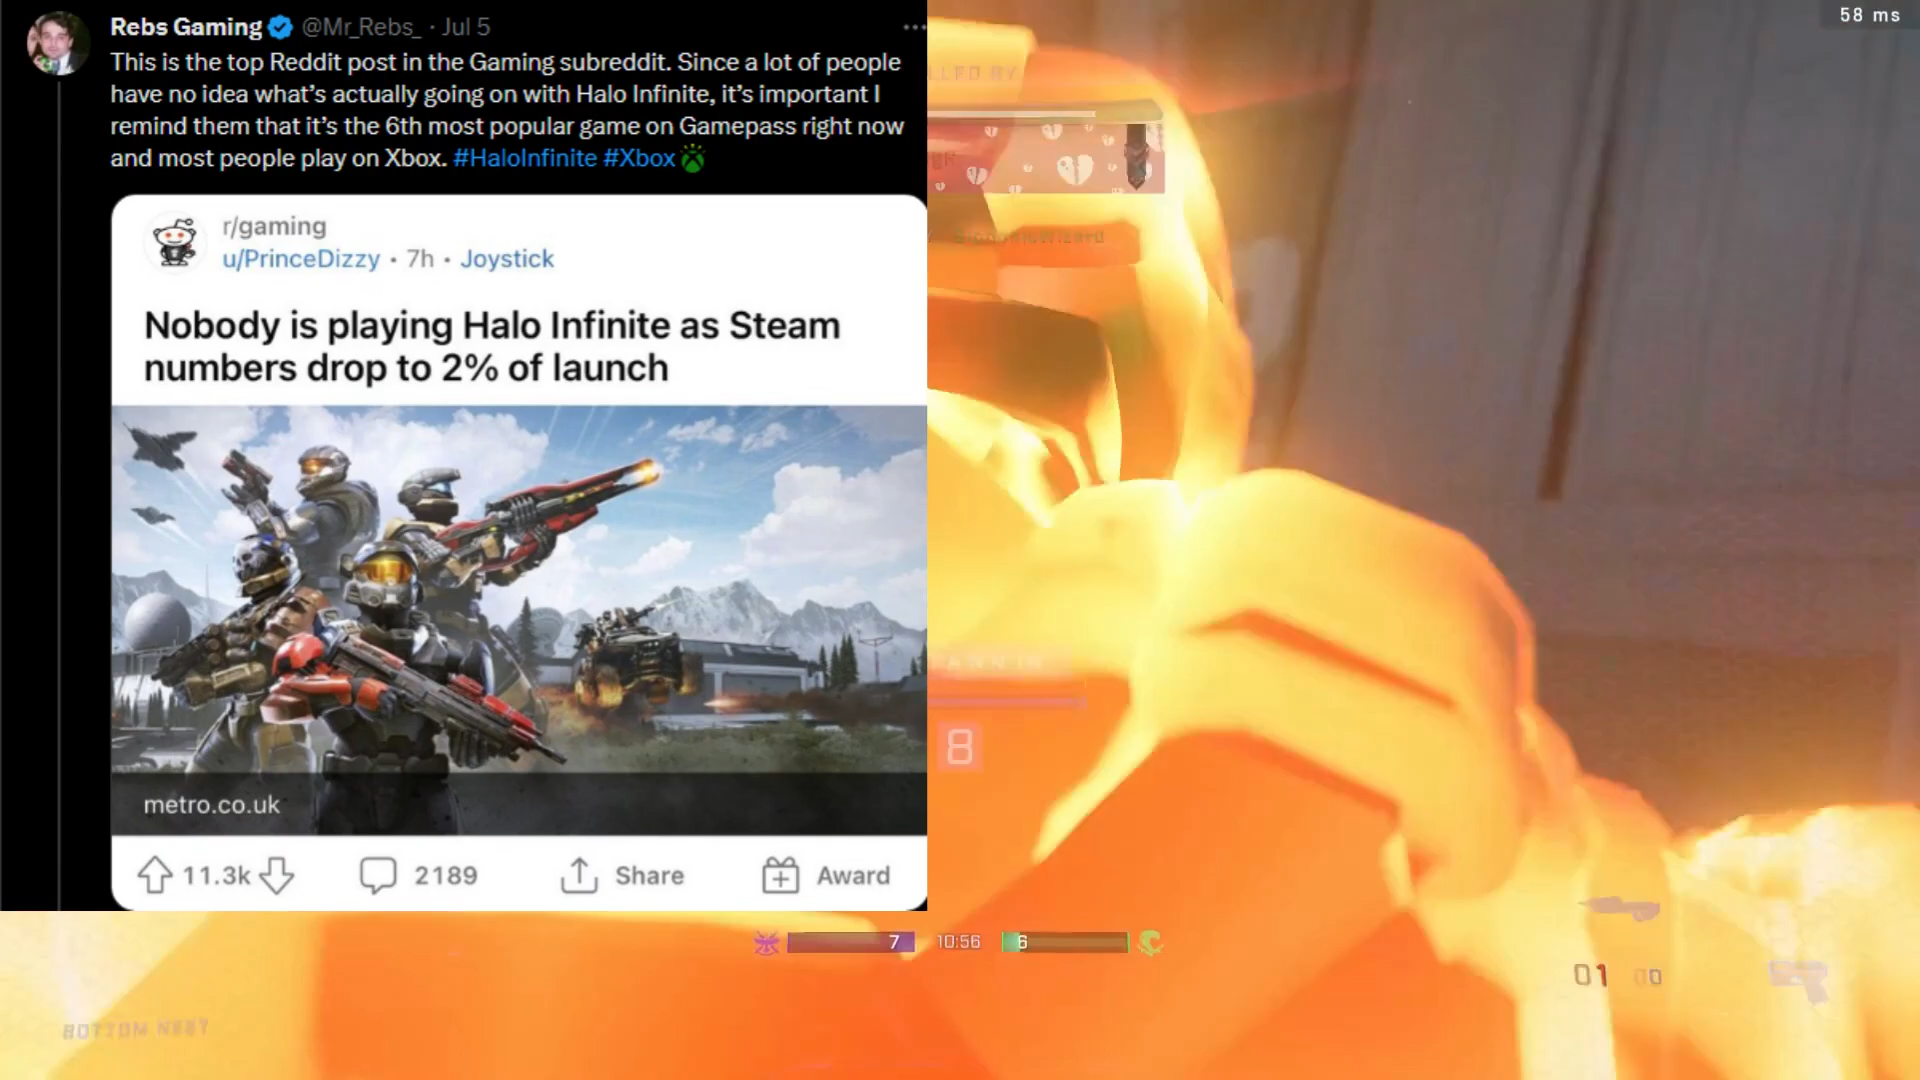 Rebs Gaming @Mr_Rebs_ · Jul 5
This is the top Reddit post in the Gaming subreddit. Since a lot of people
have no idea what's actually going on with Halo Infinite, it's important I
remind them that it's the 6th most popular game on Gamepass right now
and most people play on Xbox. #HaloInfinite #Xbox
r/gaming
u/PrinceDizzy • 7h • Joystick
Nobody is playing Halo Infinite as Steam
numbers drop to 2% of launch
metro.co.uk
11.3k 2189 Share Award
58 ms
8
7 10:56 6
01 00
BOTTOM NEST